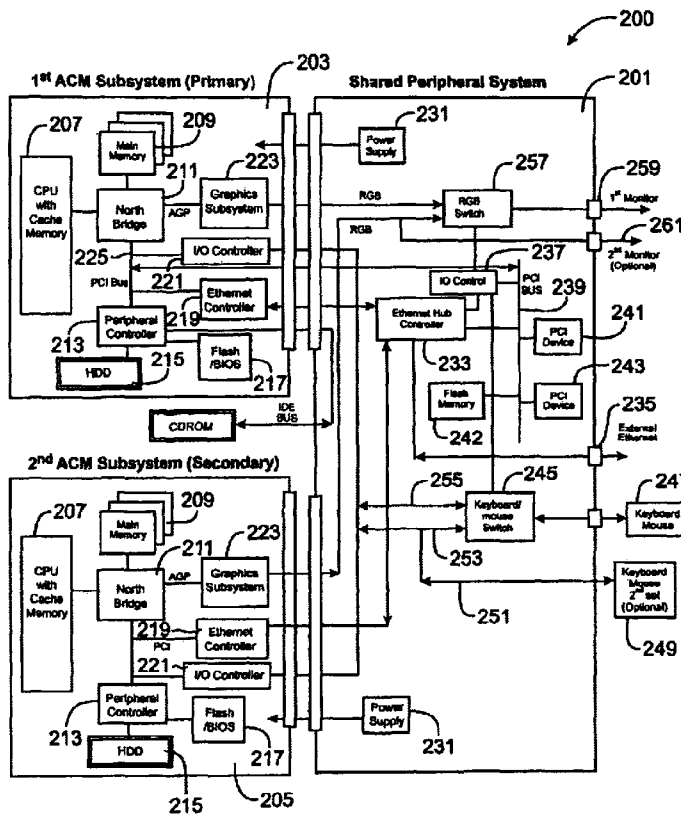 200
1st ACM Subsystem (Primary)
203
Shared Peripheral System
201
207
209
Main Memory
211
223
231
Power Supply
257
259
CPU with Cache Memory
North Bridge
AGP
Graphics Subsystem
RGB
RGB Switch
1st Monitor
261
2nd Monitor (Optional)
225
I/O Controller
RGB
237
PCI Bus
221
IO Control
PCI BUS
239
219
Ethernet Controller
Ethernet Hub Controller
241
Peripheral Controller
213
233
PCI Device
215
HDD
Flash /BIOS
217
243
Flash Memory
242
PCI Device
235
CDROM
IDE BUS
External Ethernet
2nd ACM Subsystem (Secondary)
255
245
247
207
209
Main Memory
223
Keyboard/ mouse Switch
Keyboard Mouse
211
253
CPU with Cache Memory
North Bridge
AGP
Graphics Subsystem
251
Keyboard Mouse 2nd set (Optional)
249
219
PCI
Ethernet Controller
221
I/O Controller
Peripheral Controller
213
Flash /BIOS
217
Power Supply
231
HDD
215
205